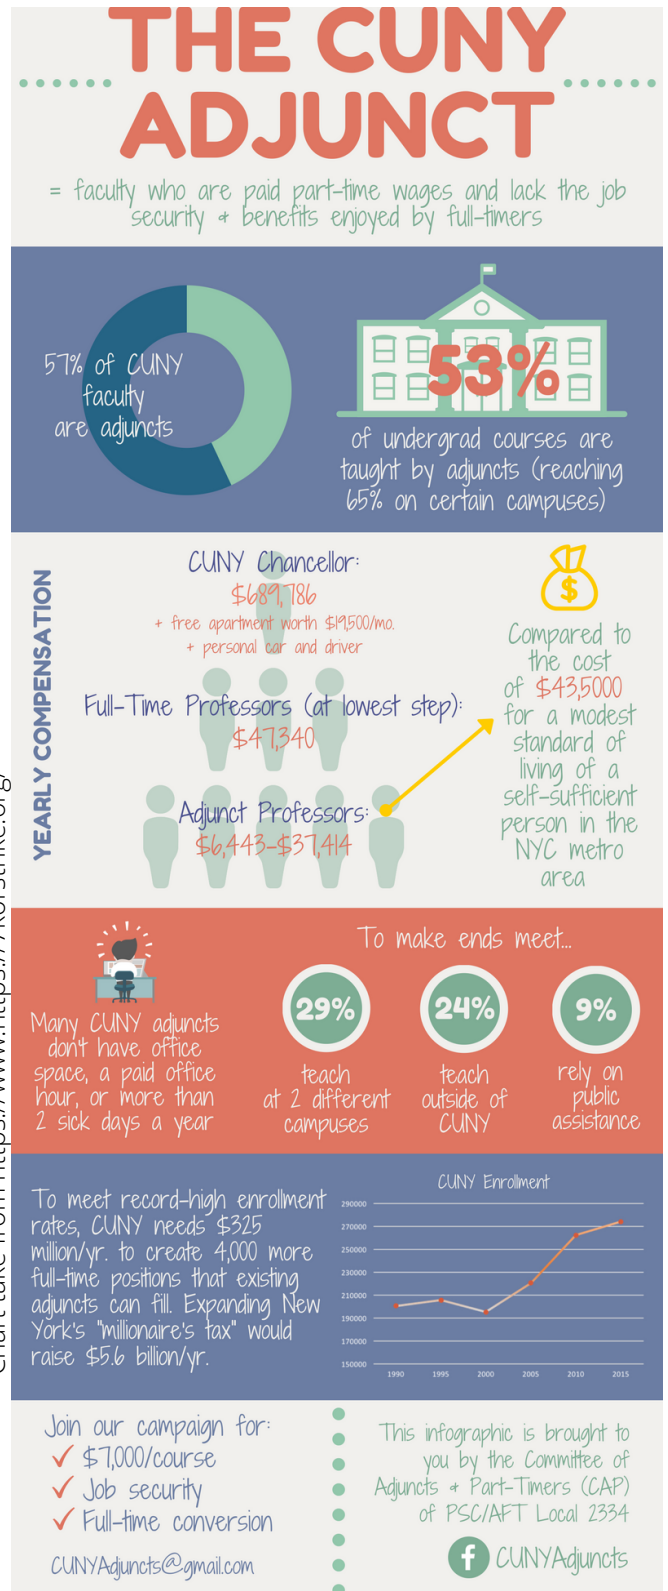 THE CUNY
ADJUNCT
= faculty who are paid part-time wages and lack the job
security & benefits enjoyed by full-timers
57% of CUNY
faculty
are adjuncts
53%
of undergrad courses are
taught by adjuncts (reaching
65% on certain campuses)
YEARLY COMPENSATION
CUNY Chancellor:
$689,786
+ free apartment worth $19,500/mo.
+ personal car and driver
Full-Time Professors (at lowest step):
$47,340
Adjunct Professors:
$6,443-$37,414
$
Compared to
the cost
of $43,5000
for a modest
standard of
living of a
self-sufficient
person in the
NYC metro
area
Many CUNY adjuncts
don't have office
space, a paid office
hour, or more than
2 sick days a year
To make ends meet...
29%
teach
at 2 different
campuses
24%
teach
outside of
CUNY
9%
rely on
public
assistance
To meet record-high enrollment
rates, CUNY needs $325
million/yr. to create 4,000 more
full-time positions that existing
adjuncts can fill. Expanding New
York's "millionaire's tax" would
raise $5.6 billion/yr.
CUNY Enrollment
290000
270000
250000
230000
210000
190000
170000
150000
1990 1995 2000 2005 2010 2015
Join our campaign for:
✓ $7,000/course
✓ Job security
✓ Full-time conversion
CUNYAdjuncts@gmail.com
This infographic is brought to
you by the Committee of
Adjuncts & Part-Timers (CAP)
of PSC/AFT Local 2334
f CUNYAdjuncts